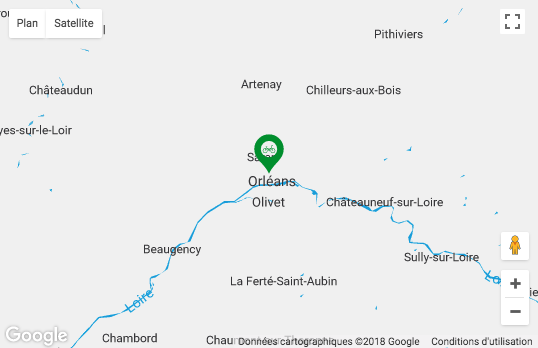 Plan
Satellite
Pithiviers
Artenay
Châteaudun
Chilleurs-aux-Bois
yes-sur-le-Loir
Orléans
Olivet
Châteauneuf-sur-Loire
Beaugency
Sully-sur-Loire
La Ferté-Saint-Aubin
Loire
Chambord
Google
Données cartographiques ©2018 Google
Conditions d'utilisation